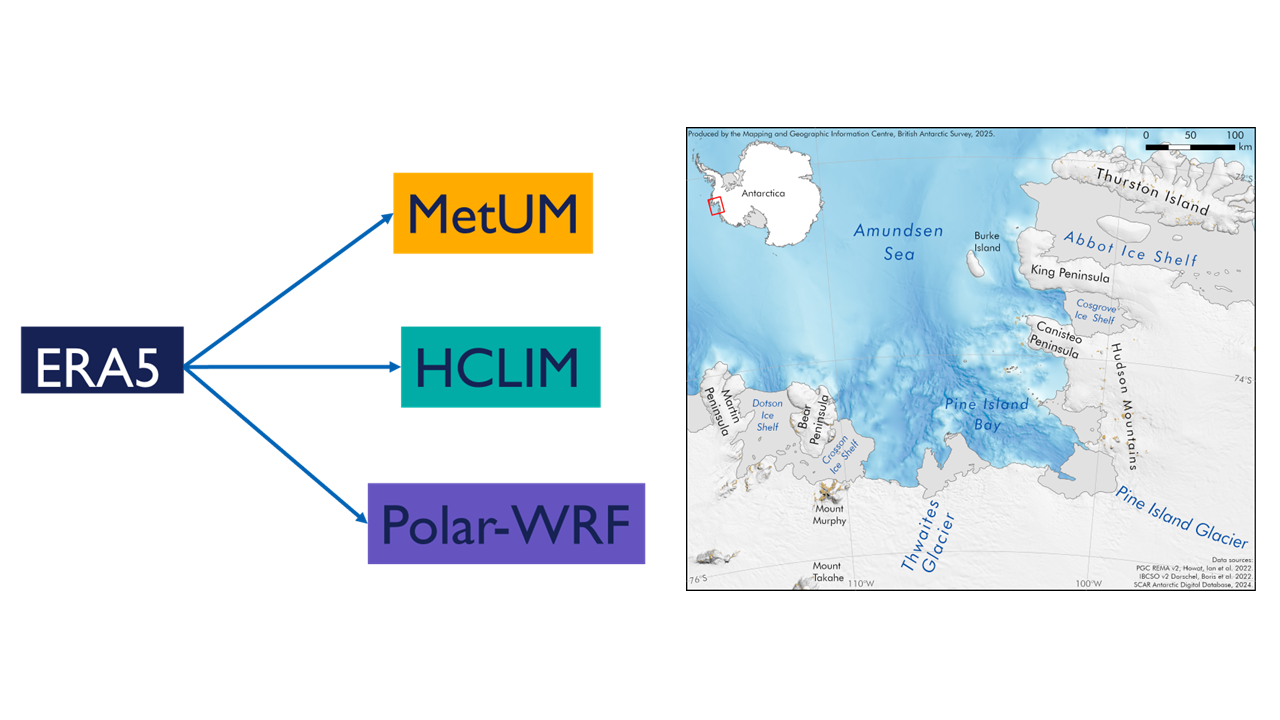 ERA5
MetUM
HCLIM
Polar-WRF
Produced by the Mapping and Geographic Information Centre, British Antarctic Survey, 2025.
0 50 100
km
Antarctica
72°S
Thurston Island
Amundsen
Sea
Burke
Island
Abbot Ice Shelf
King Peninsula
Cosgrove
Ice Shelf
Canisteo
Peninsula
Hudson Mountains
74°S
Martin
Peninsula
Dotson
Ice
Shelf
Bear
Peninsula
Crosson
Ice Shelf
Pine Island
Bay
Mount
Murphy
Thwaites
Glacier
Pine Island Glacier
Mount
Takahe
76°S
110°W
100°W
Data sources:
PGC REMA v2, Howat, Ian et al. 2022.
IBCSO v2 Dorschel, Boris et al. 2022.
SCAR Antarctic Digital Database, 2024.